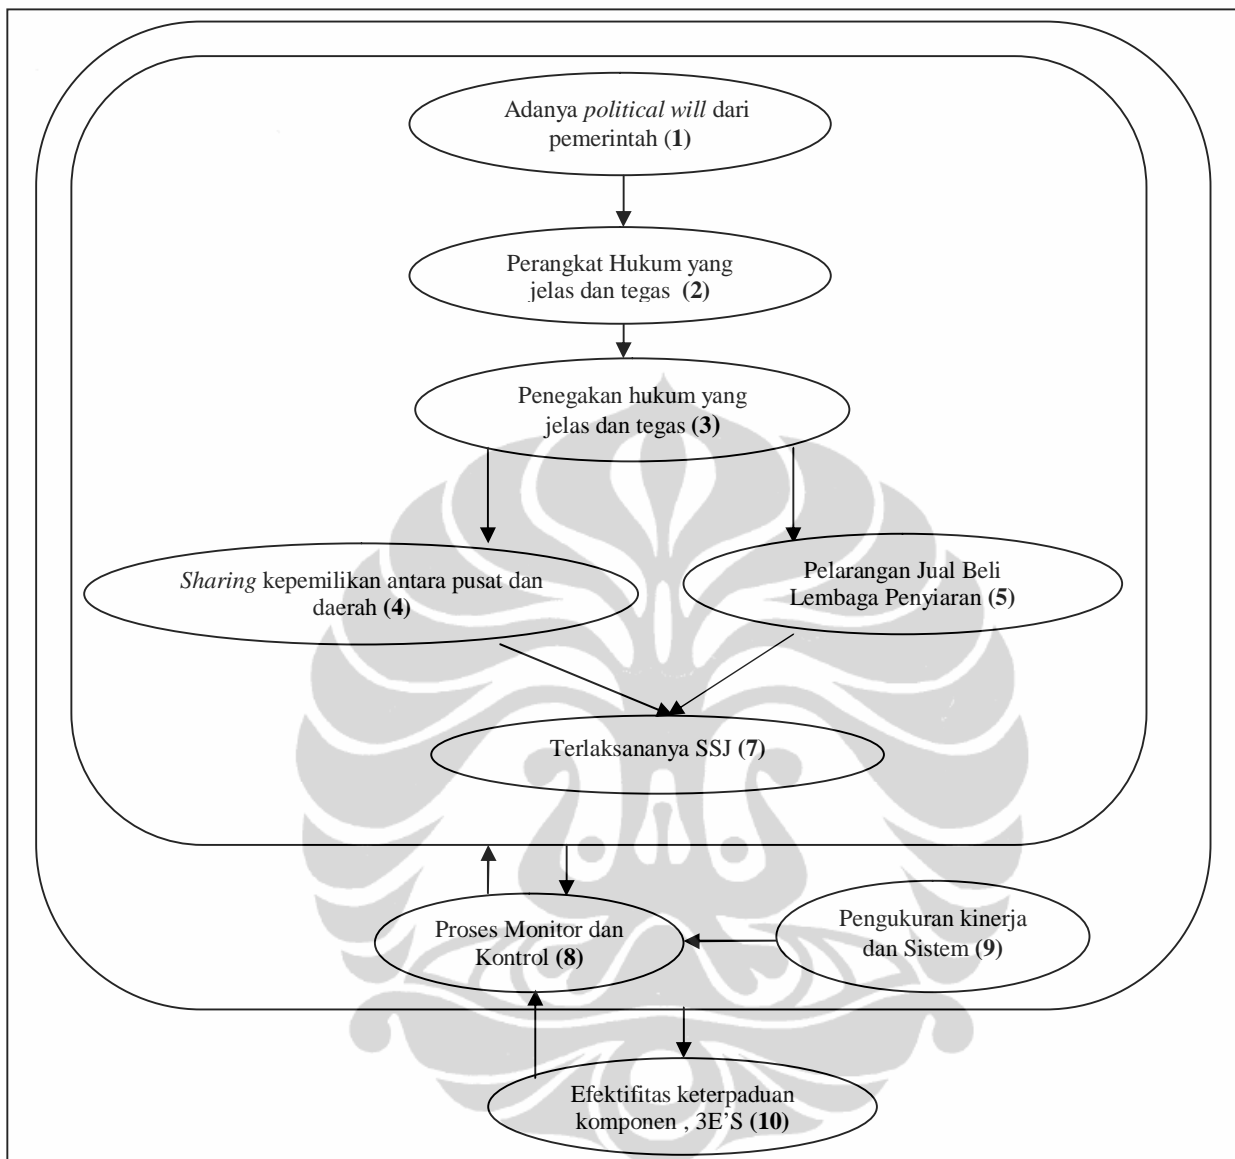 Adanya political will dari
pemerintah (1)
Perangkat Hukum yang
jelas dan tegas (2)
Penegakan hukum yang
jelas dan tegas (3)
Sharing kepemilikan antara pusat dan
daerah (4)
Pelarangan Jual Beli
Lembaga Penyiaran (5)
Terlaksananya SSJ (7)
Proses Monitor dan
Kontrol (8)
Pengukuran kinerja
dan Sistem (9)
Efektifitas keterpaduan
komponen , 3E'S (10)